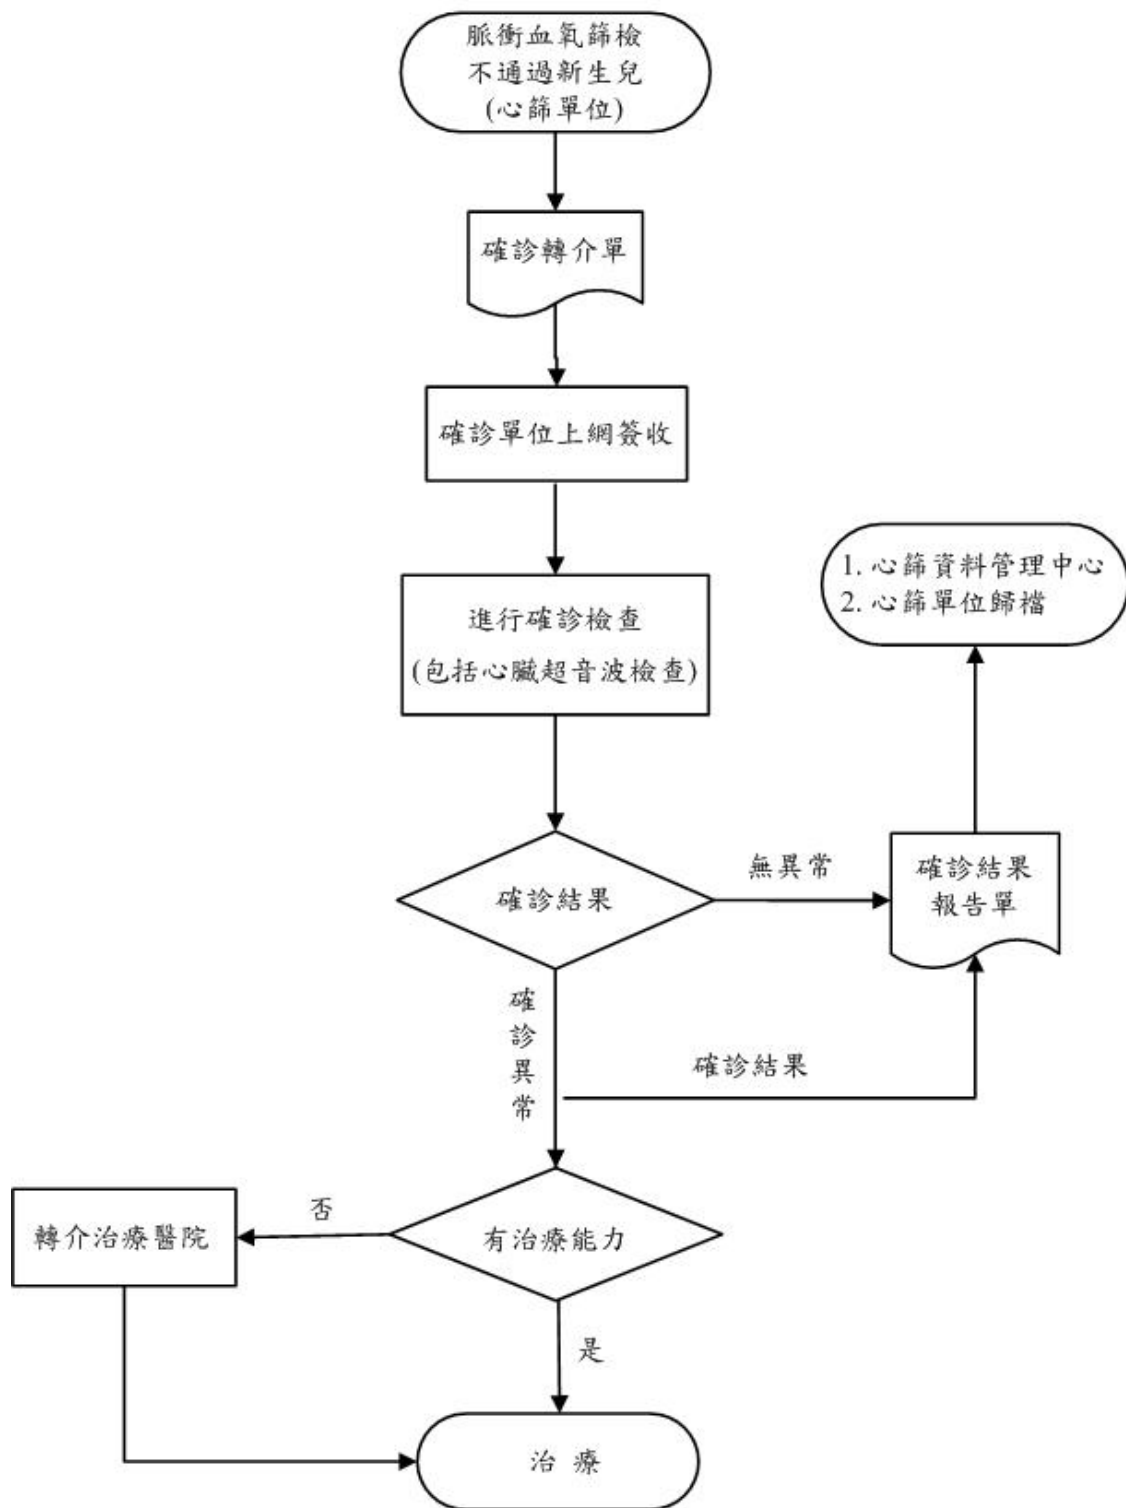 脈衝血氧篩檢
不通過新生兒
(心篩單位)
確診轉介單
確診單位上網簽收
進行確診檢查
(包括心臟超音波檢查)
1. 心篩資料管理中心
2. 心篩單位歸檔
確診結果
無異常
確診結果
報告單
確診異常
確診結果
有治療能力
否
轉介治療醫院
是
治 療